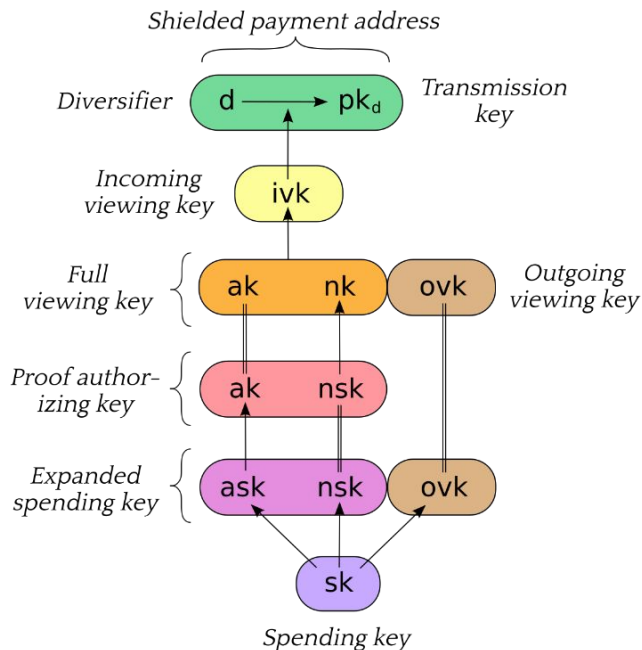 Shielded payment address
Diversifier
d
pk_d
Transmission
key
Incoming
viewing key
ivk
Full
viewing key
ak
nk
ovk
Outgoing
viewing key
Proof author-
izing key
ak
nsk
Expanded
spending key
ask
nsk
ovk
sk
Spending key